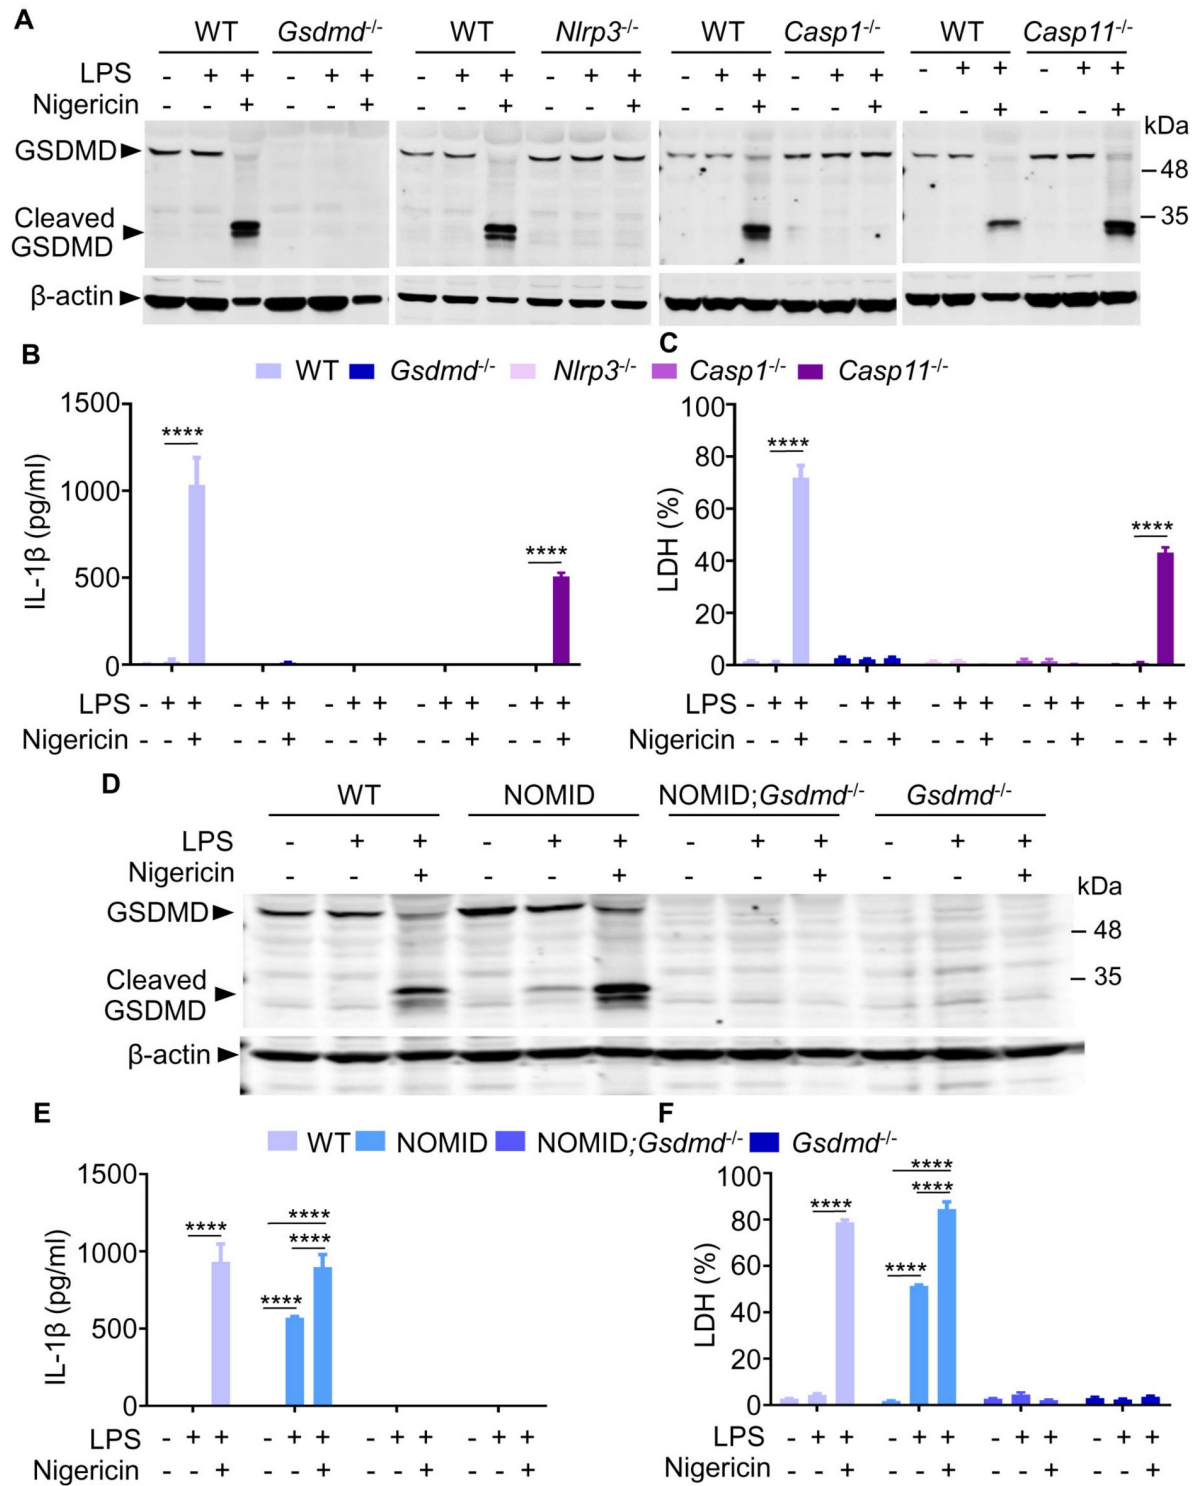 A
WT Gsdmd-/- WT Nlrp3-/- WT Casp1-/- WT Casp11-/-
LPS - + + - + + - + + - + + - + + - + + - + + - + +
Nigericin - - + - - + - - + - - + - - + - - + - - + - - +
kDa
GSDMD
48
Cleaved
GSDMD
35
β-actin
B
C
WT Gsdmd-/- Nlrp3-/- Casp1-/- Casp11-/-
IL-1β (pg/ml)
1500
1000
500
0
**** ****
LPS - + + - + + - + + - + + - + +
Nigericin - - + - - + - - + - - + - - +
LDH (%)
100
80
60
40
20
0
**** ****
LPS - + + - + + - + + - + + - + +
Nigericin - - + - - + - - + - - + - - +
D
WT NOMID NOMID;Gsdmd-/- Gsdmd-/-
LPS - + + - + + - + + - + +
Nigericin - - + - - + - - + - - +
kDa
GSDMD
48
Cleaved
GSDMD
35
β-actin
E
F
WT NOMID NOMID;Gsdmd-/- Gsdmd-/-
IL-1β (pg/ml)
1500
1000
500
0
**** **** **** ****
LPS - + + - + + - + + - + +
Nigericin - - + - - + - - + - - +
LDH (%)
100
80
60
40
20
0
**** **** **** ****
LPS - + + - + + - + + - + +
Nigericin - - + - - + - - + - - +